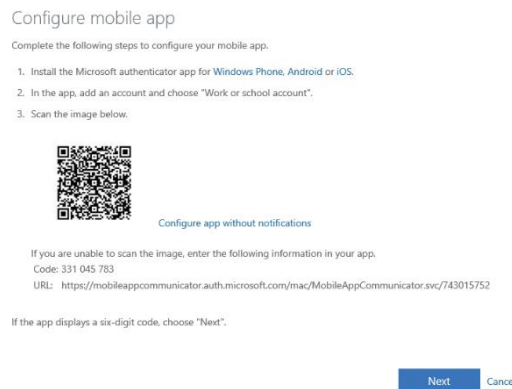 Configure mobile app
Complete the following steps to configure your mobile app.
1. Install the Microsoft authenticator app for Windows Phone, Android or iOS.
2. In the app, add an account and choose "Work or school account".
3. Scan the image below.
Configure app without notifications
If you are unable to scan the image, enter the following information in your app.
Code: 331 045 783
URL: https://mobileappcommunicator.auth.microsoft.com/mac/MobileAppCommunicator.svc/743015752
If the app displays a six-digit code, choose "Next".
Next Cance